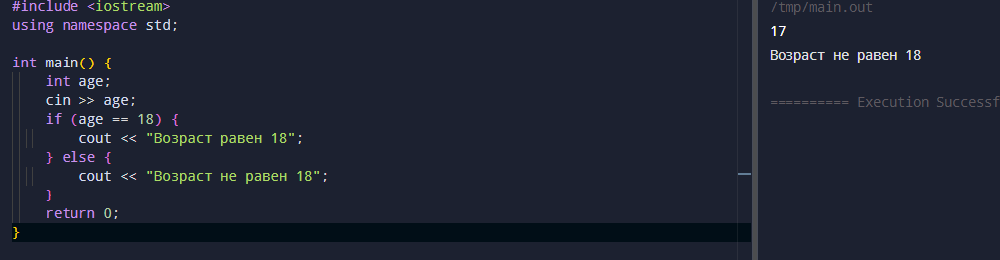 #include <iostream>
using namespace std;
int main() {
int age;
cin >> age;
if (age == 18) {
cout << "Возраст равен 18";
} else {
cout << "Возраст не равен 18";
}
return 0;
}
/tmp/main.out
17
Возраст не равен 18
========== Execution Successf